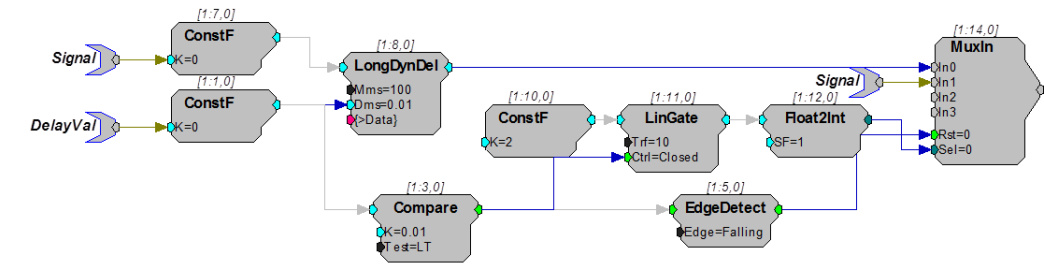 [1:7,0]
ConstF
K=0
Signal
[1:1,0]
ConstF
K=0
DelayVal
[1:8,0]
LongDynDel
Mms=100
Dms=0.01
{>Data}
[1:10,0]
ConstF
K=2
[1:11,0]
LinGate
Trf=10
Ctrl=Closed
[1:12,0]
Float2Int
SF=1
Signal
[1:14,0]
MuxIn
In0
In1
In2
In3
Rst=0
Sel=0
[1:3,0]
Compare
K=0.01
Test=LT
[1:5,0]
EdgeDetect
Edge=Falling